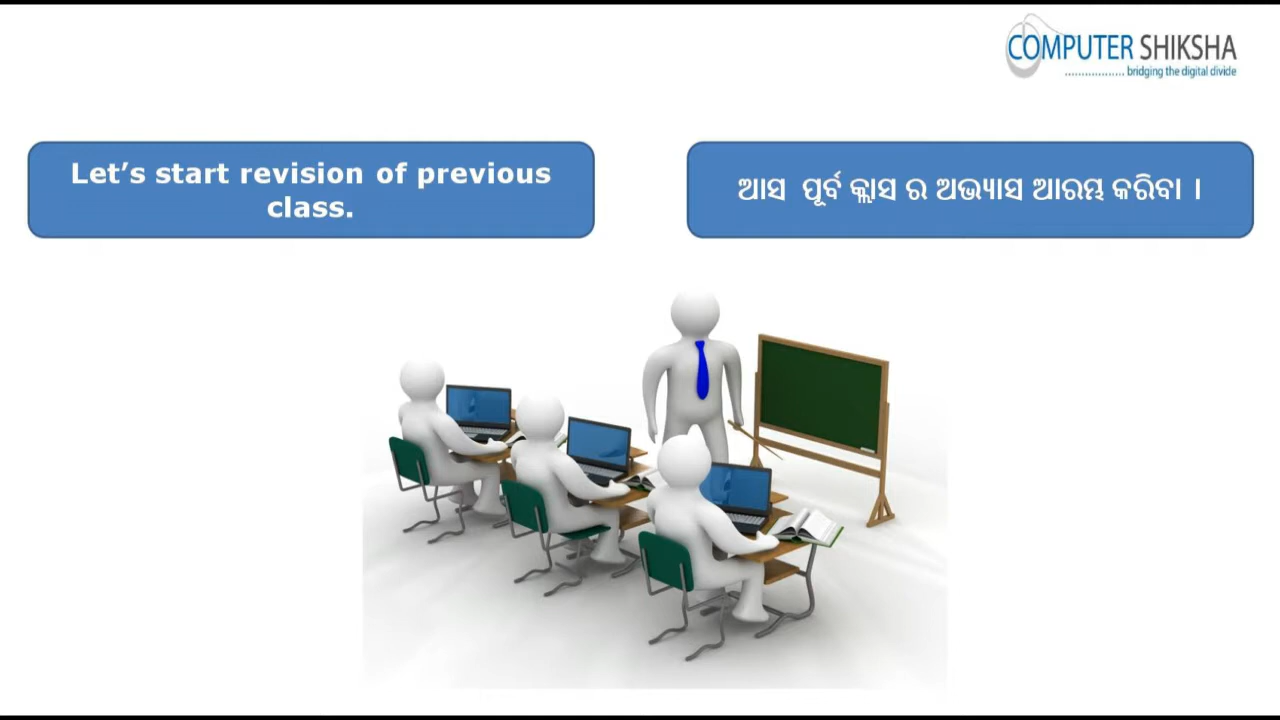 COMPUTER SHIKSHA
.................. bridging the digital divide
Let’s start revision of previous
class.
ଆସ ପୂର୍ବ କ୍ଲାସ ର ଅଭ୍ୟାସ ଆରମ୍ଭ କରିବା ।